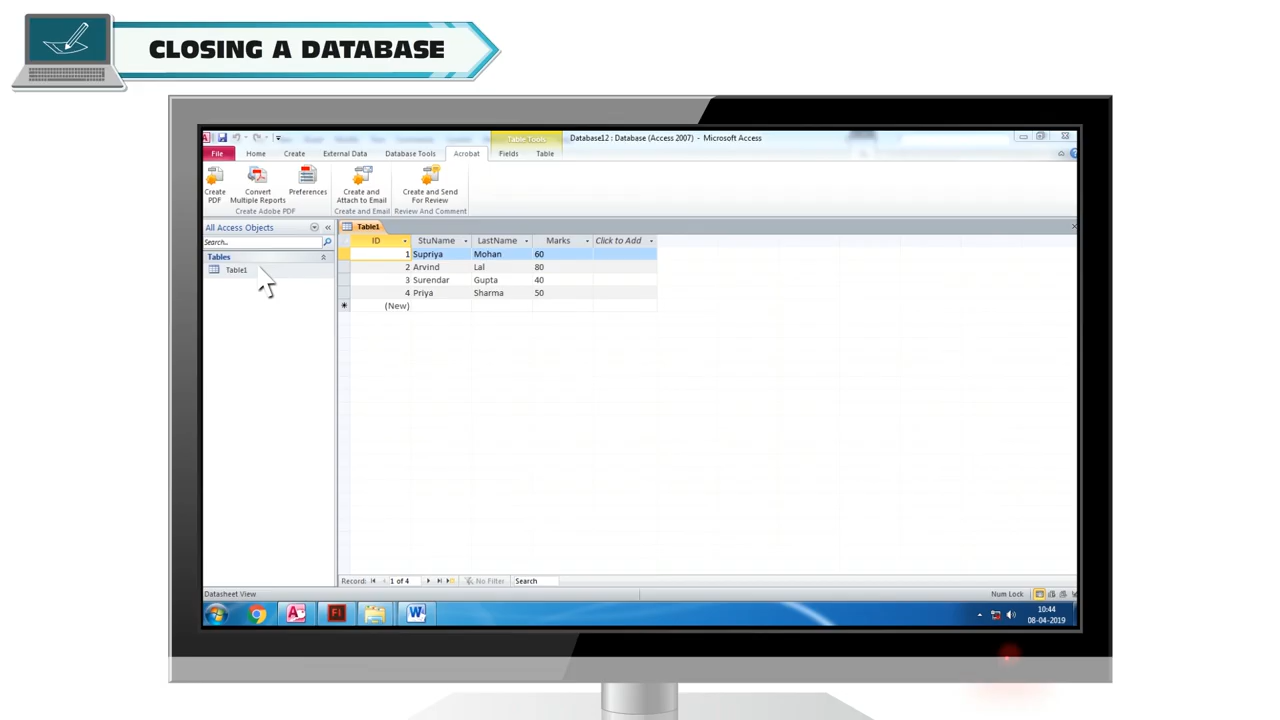 CLOSING A DATABASE
Table Tools
Database12 : Database (Access 2007) - Microsoft Access
File Home Create External Data Database Tools Acrobat Fields Table
Create PDF
Convert Multiple Reports
Preferences
Create and Attach to Email
Create and Send For Review
Create Adobe PDF Create and Email Review And Comment
All Access Objects
Table1
Search..
ID StuName LastName Marks Click to Add
Tables
1 Supriya Mohan 60
Table1
2 Arvind Lal 80
3 Surendar Gupta 40
4 Priya Sharma 50
(New)
Record: 1 of 4 No Filter Search
Datasheet View Num Lock
10:44
08-04-2019